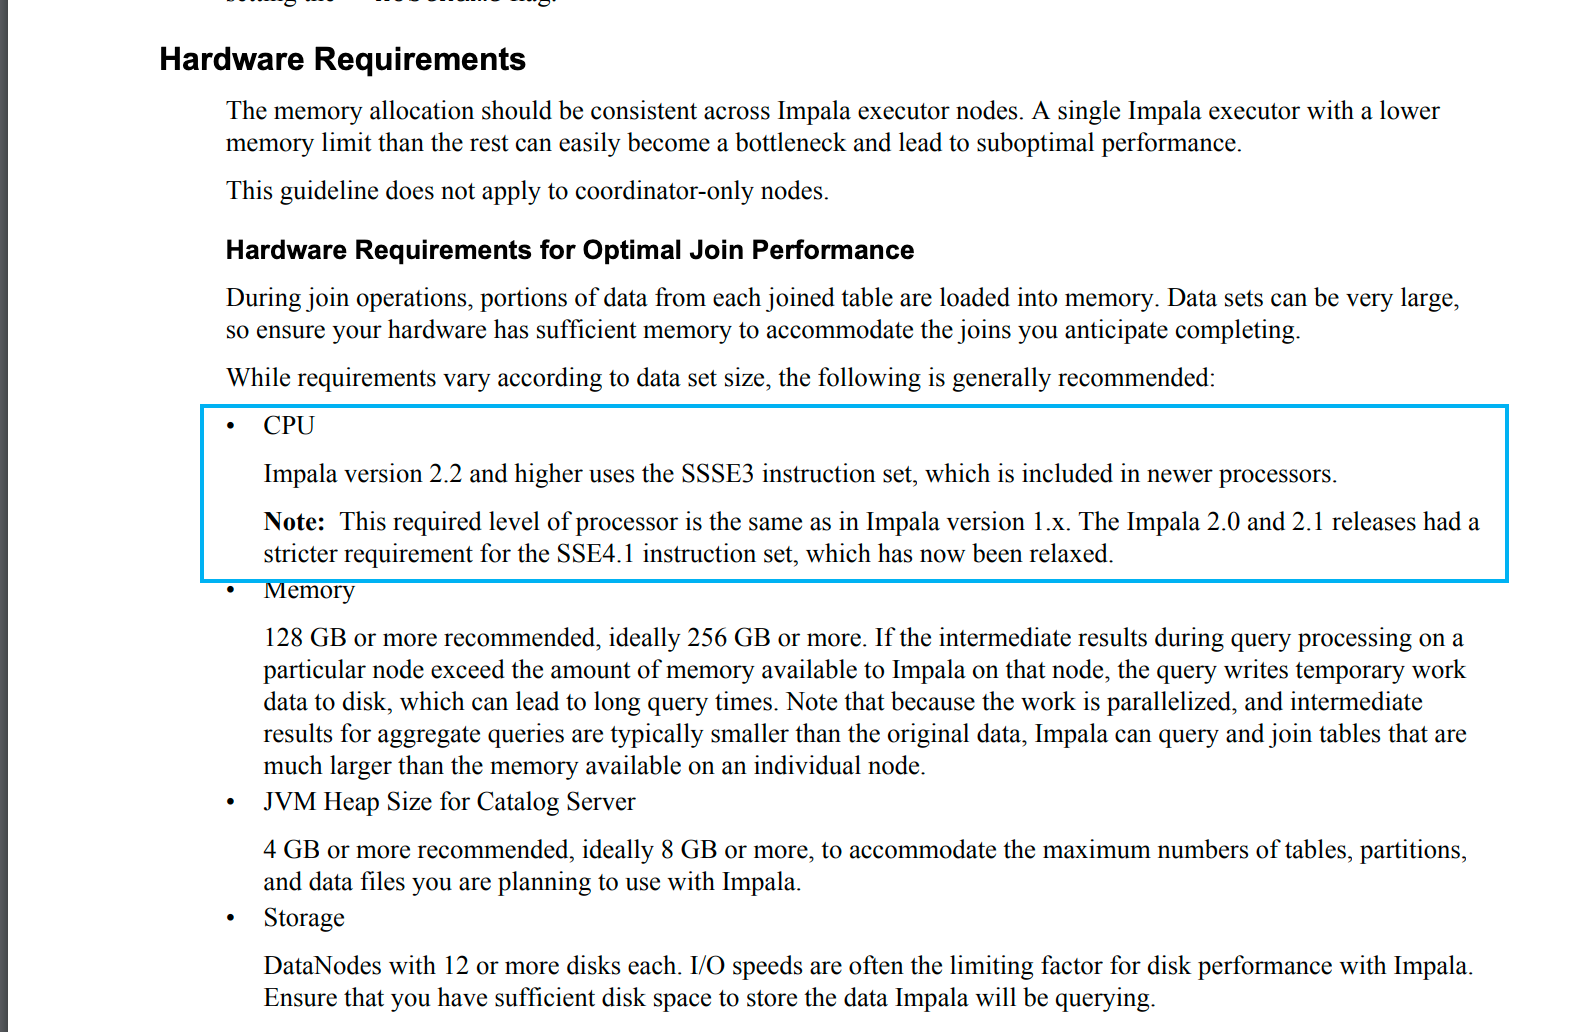 Hardware Requirements
The memory allocation should be consistent across Impala executor nodes. A single Impala executor with a lower
memory limit than the rest can easily become a bottleneck and lead to suboptimal performance.
This guideline does not apply to coordinator-only nodes.
Hardware Requirements for Optimal Join Performance
During join operations, portions of data from each joined table are loaded into memory. Data sets can be very large,
so ensure your hardware has sufficient memory to accommodate the joins you anticipate completing.
While requirements vary according to data set size, the following is generally recommended:
• CPU
Impala version 2.2 and higher uses the SSSE3 instruction set, which is included in newer processors.
Note: This required level of processor is the same as in Impala version 1.x. The Impala 2.0 and 2.1 releases had a
stricter requirement for the SSE4.1 instruction set, which has now been relaxed.
• Memory
128 GB or more recommended, ideally 256 GB or more. If the intermediate results during query processing on a
particular node exceed the amount of memory available to Impala on that node, the query writes temporary work
data to disk, which can lead to long query times. Note that because the work is parallelized, and intermediate
results for aggregate queries are typically smaller than the original data, Impala can query and join tables that are
much larger than the memory available on an individual node.
• JVM Heap Size for Catalog Server
4 GB or more recommended, ideally 8 GB or more, to accommodate the maximum numbers of tables, partitions,
and data files you are planning to use with Impala.
• Storage
DataNodes with 12 or more disks each. I/O speeds are often the limiting factor for disk performance with Impala.
Ensure that you have sufficient disk space to store the data Impala will be querying.